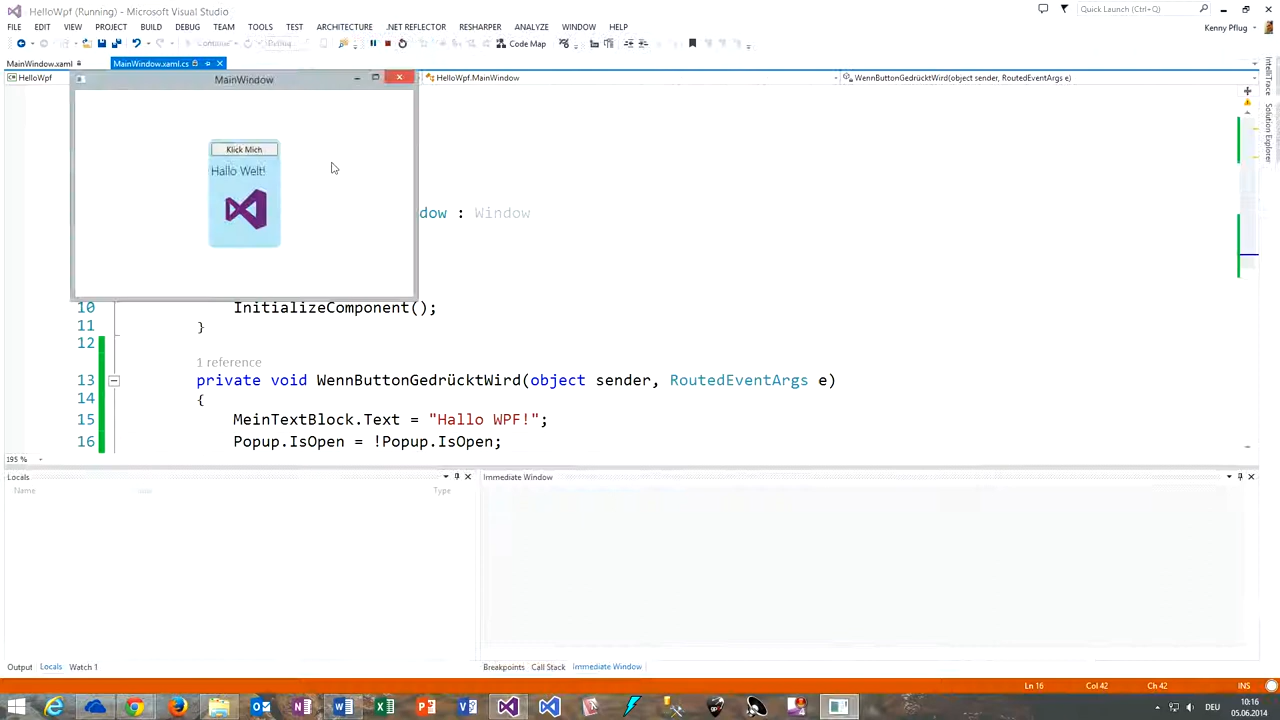 HelloWpf (Running) - Microsoft Visual Studio
Quick Launch (Ctrl+Q)
FILE EDIT VIEW PROJECT BUILD DEBUG TEAM TOOLS TEST ARCHITECTURE .NET REFLECTOR RESHARPER ANALYZE WINDOW HELP
Kenny Pflug
Continue Debug Code Map
MainWindow.xaml MainWindow.xaml.cs
HelloWpf HelloWpf.MainWindow WennButtonGedrücktWird(object sender, RoutedEventArgs e)
MainWindow
Klick Mich
Hallo Welt!
dow : Window
10 InitializeComponent();
11 }
12
1 reference
13 private void WennButtonGedrücktWird(object sender, RoutedEventArgs e)
14 {
15 MeinTextBlock.Text = "Hallo WPF!";
16 Popup.IsOpen = !Popup.IsOpen;
195 %
Locals Immediate Window
Name Type
Output Locals Watch 1 Breakpoints Call Stack Immediate Window
Ln 16 Col 42 Ch 42 INS
DEU 10:16
05.06.2014
IntelliTrace
Solution Explorer